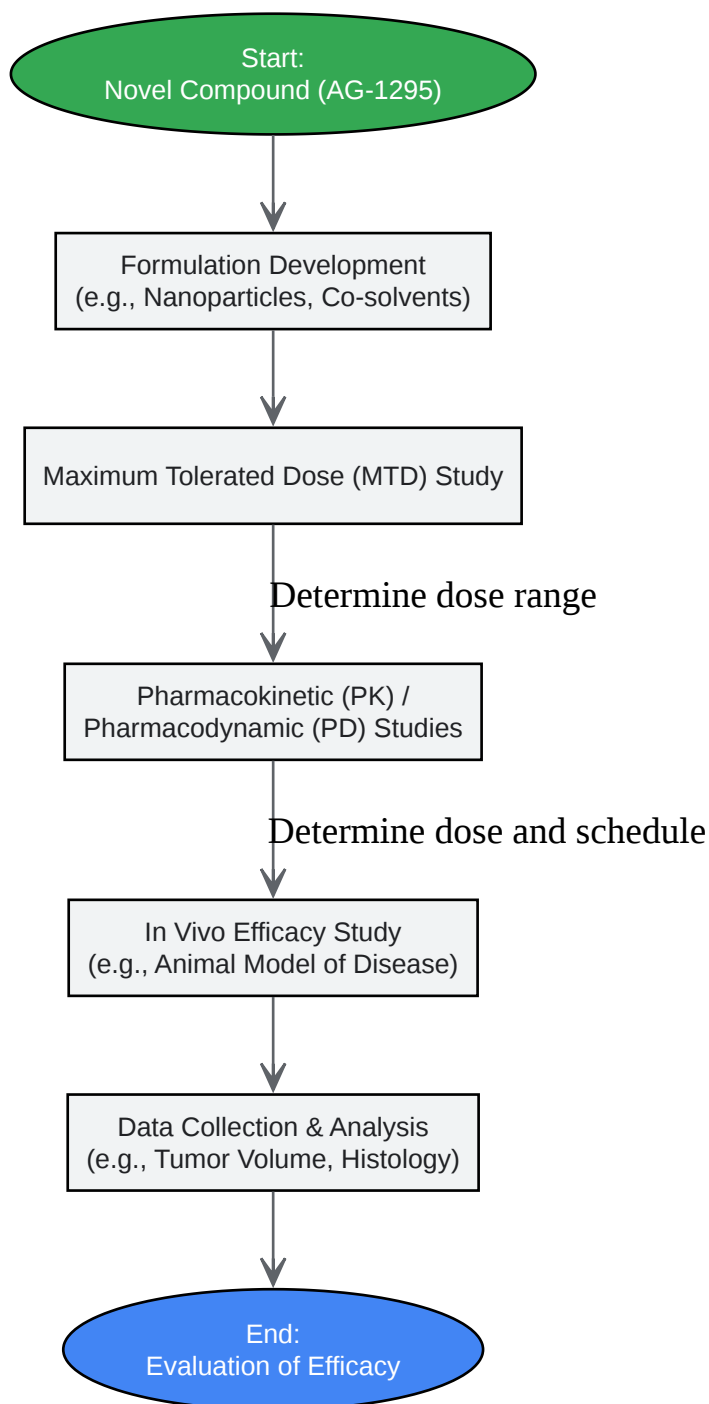 Start:
Novel Compound (AG-1295)
Formulation Development
(e.g., Nanoparticles, Co-solvents)
Maximum Tolerated Dose (MTD) Study
Determine dose range
Pharmacokinetic (PK) /
Pharmacodynamic (PD) Studies
Determine dose and schedule
In Vivo Efficacy Study
(e.g., Animal Model of Disease)
Data Collection & Analysis
(e.g., Tumor Volume, Histology)
End:
Evaluation of Efficacy